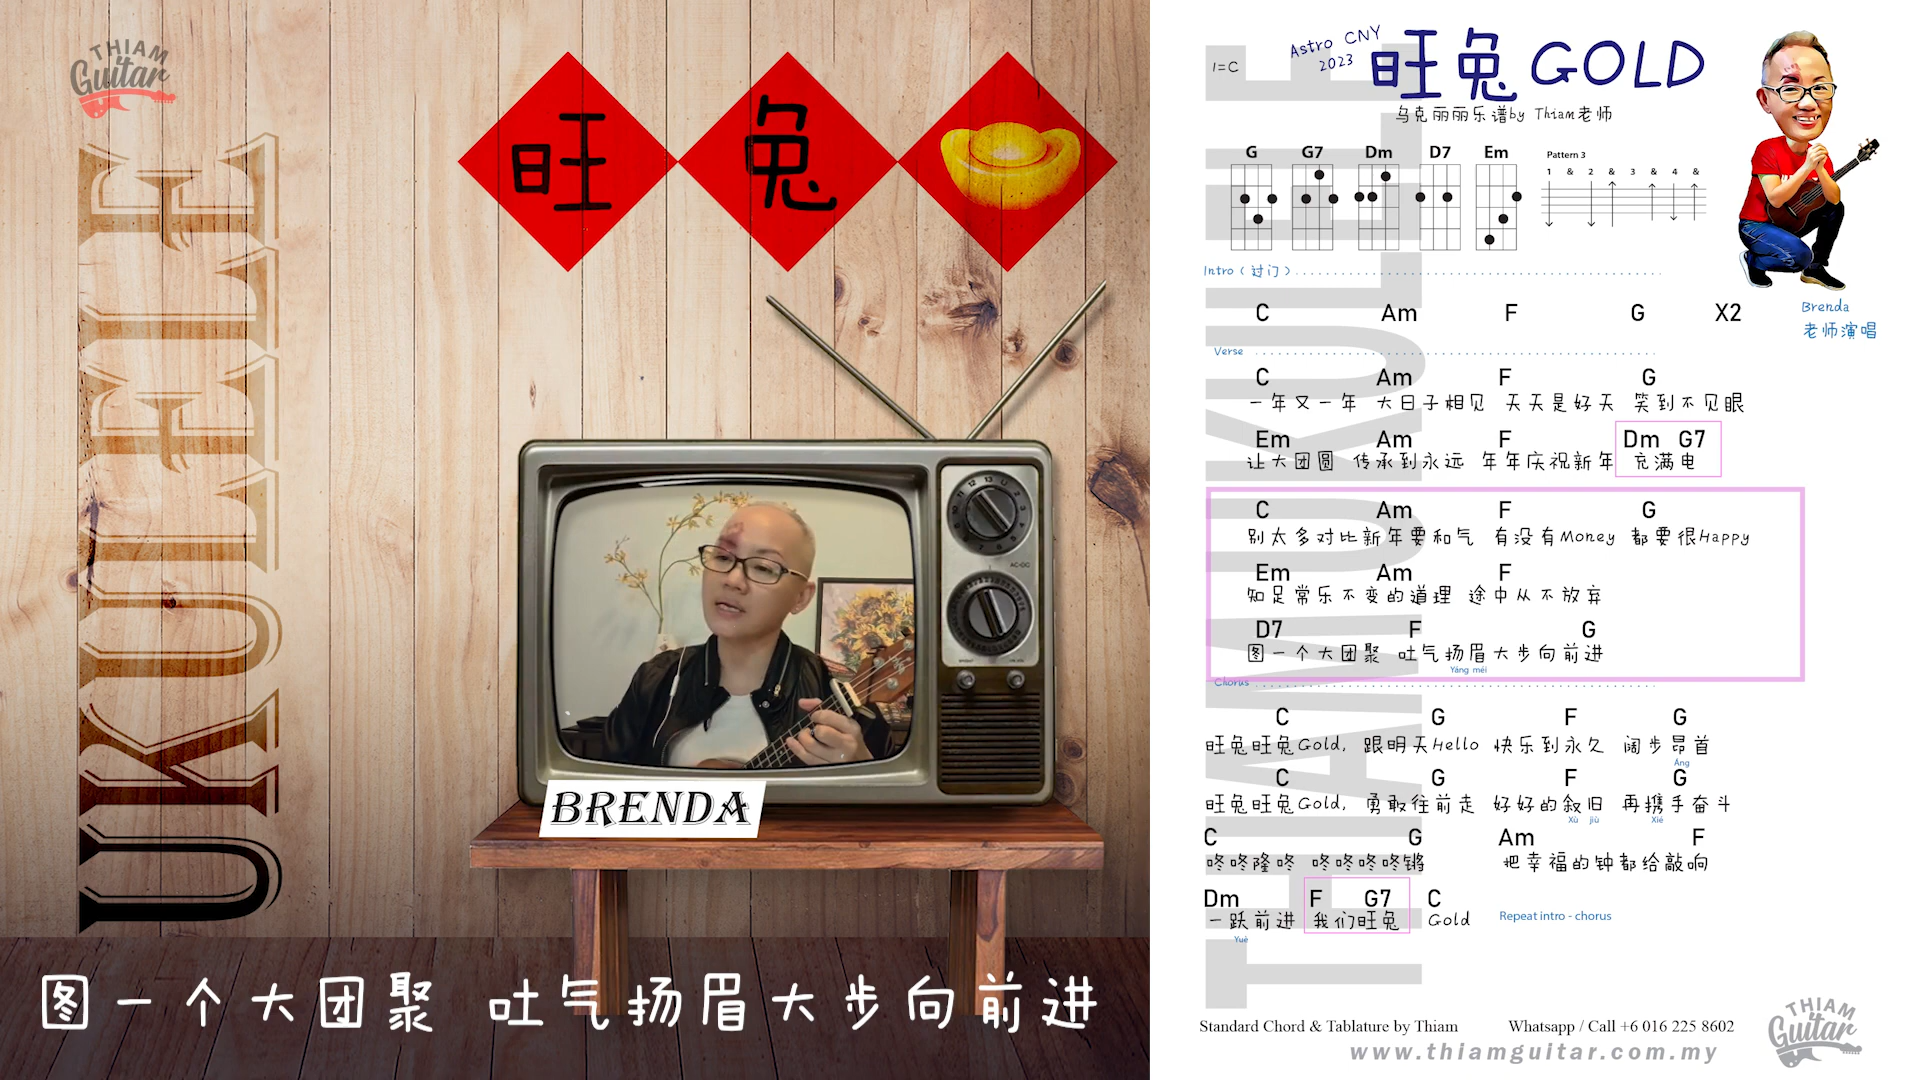 THIAM
Guitar
UKULELE
旺 兔
BRENDA
图一个大团聚 吐气扬眉大步向前进
THIAM UKULELE
1=C
Astro CNY
2023
旺兔GOLD
乌克丽丽乐谱by Thiam老师
G G7 Dm D7 Em
Pattern 3
1 & 2 & 3 & 4 &
Intro ( 过门 )
C Am F G X2
Brenda
老师演唱
Verse
C Am F G
一年又一年 大日子相见 天天是好天 笑到不见眼
Em Am F Dm G7
让大团圆 传承到永远 年年庆祝新年 充满电
C Am F G
别太多对比新年要和气 有没有Money 都要很Happy
Em Am F
知足常乐不变的道理 途中从不放弃
D7 F G
图一个大团聚 吐气扬眉大步向前进
Yáng méi
Chorus
C G F G
旺兔旺兔Gold, 跟明天Hello 快乐到永久 阔步昂首
Áng
C G F G
旺兔旺兔Gold, 勇敢往前走 好好的叙旧 再携手奋斗
Xù jiù Xié
C G Am F
咚咚隆咚 咚咚咚咚锵 把幸福的钟都给敲响
Dm F G7 C
一跃前进 我们旺兔 Gold
Repeat intro - chorus
Yuè
Standard Chord & Tablature by Thiam Whatsapp / Call +6 016 225 8602
www.thiamguitar.com.my
THIAM
Guitar